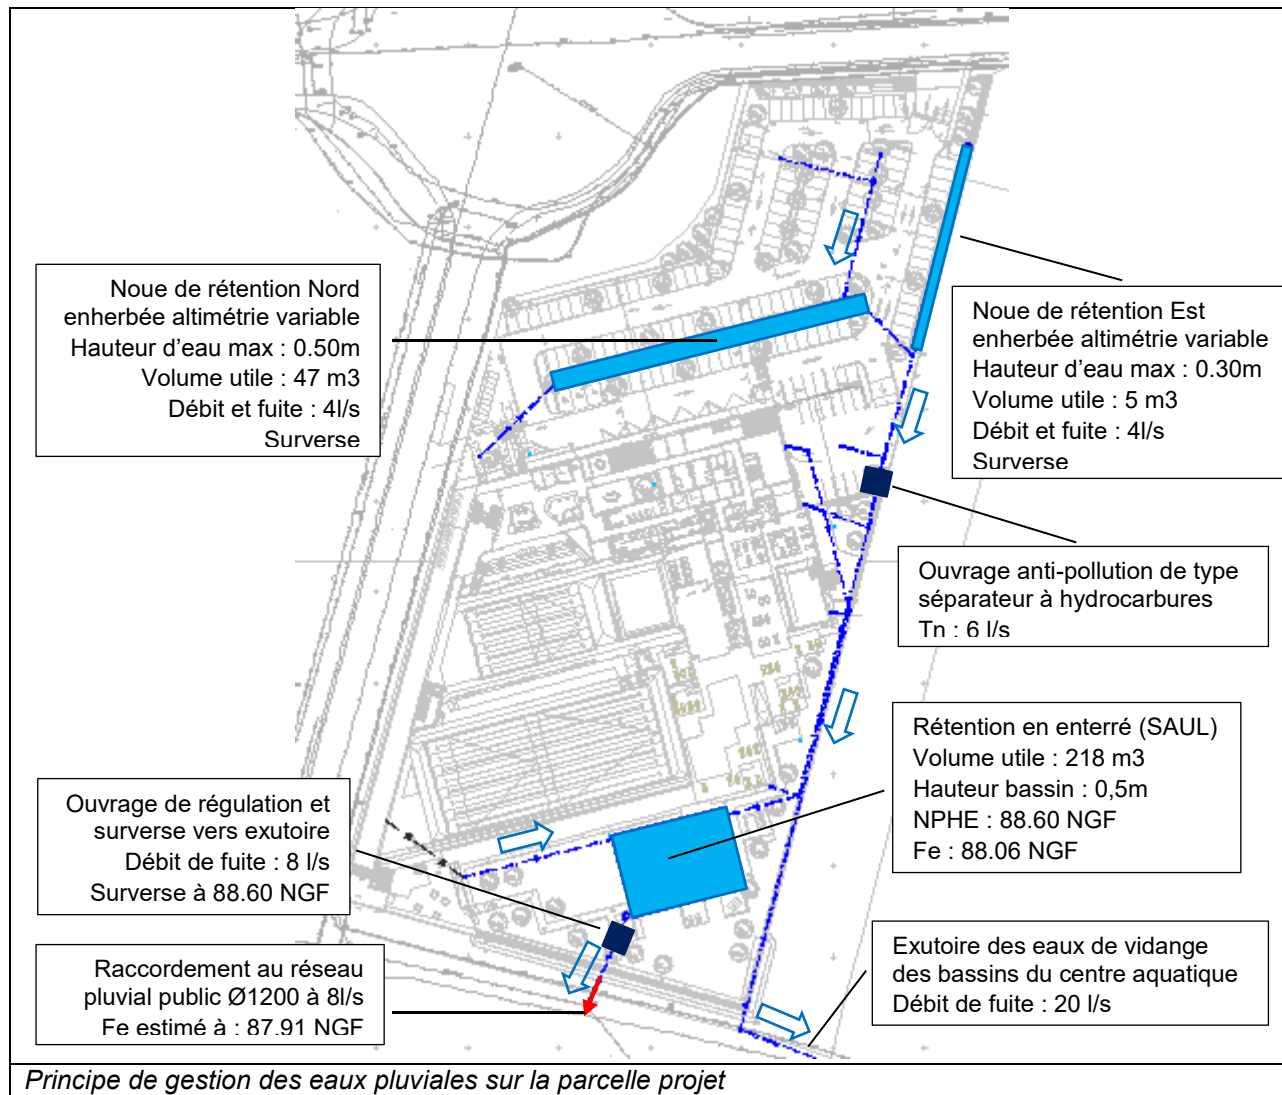 Noue de rétention Nord
enherbée altimétrie variable
Hauteur d'eau max : 0.50m
Volume utile : 47 m3
Débit et fuite : 4l/s
Surverse
Noue de rétention Est
enherbée altimétrie variable
Hauteur d'eau max : 0.30m
Volume utile : 5 m3
Débit et fuite : 4l/s
Surverse
Ouvrage anti-pollution de type
séparateur à hydrocarbures
Tn : 6 l/s
Rétention en enterré (SAUL)
Volume utile : 218 m3
Hauteur bassin : 0,5m
NPHE : 88.60 NGF
Fe : 88.06 NGF
Ouvrage de régulation et
surverse vers exutoire
Débit de fuite : 8 l/s
Surverse à 88.60 NGF
Raccordement au réseau
pluvial public Ø1200 à 8l/s
Fe estimé à : 87.91 NGF
Exutoire des eaux de vidange
des bassins du centre aquatique
Débit de fuite : 20 l/s
Principe de gestion des eaux pluviales sur la parcelle projet